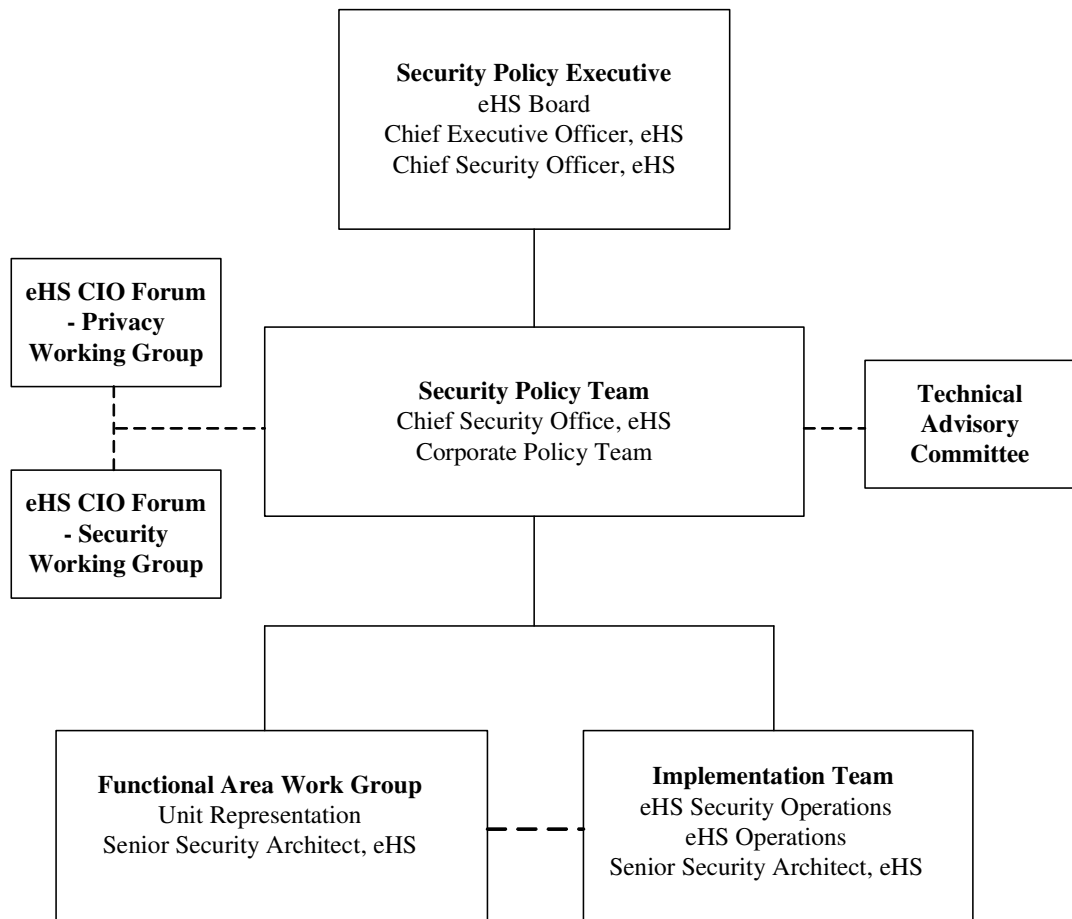 Security Policy Executive
eHS Board
Chief Executive Officer, eHS
Chief Security Officer, eHS
eHS CIO Forum
- Privacy
Working Group
Security Policy Team
Chief Security Office, eHS
Corporate Policy Team
Technical
Advisory
Committee
eHS CIO Forum
- Security
Working Group
Functional Area Work Group
Unit Representation
Senior Security Architect, eHS
Implementation Team
eHS Security Operations
eHS Operations
Senior Security Architect, eHS